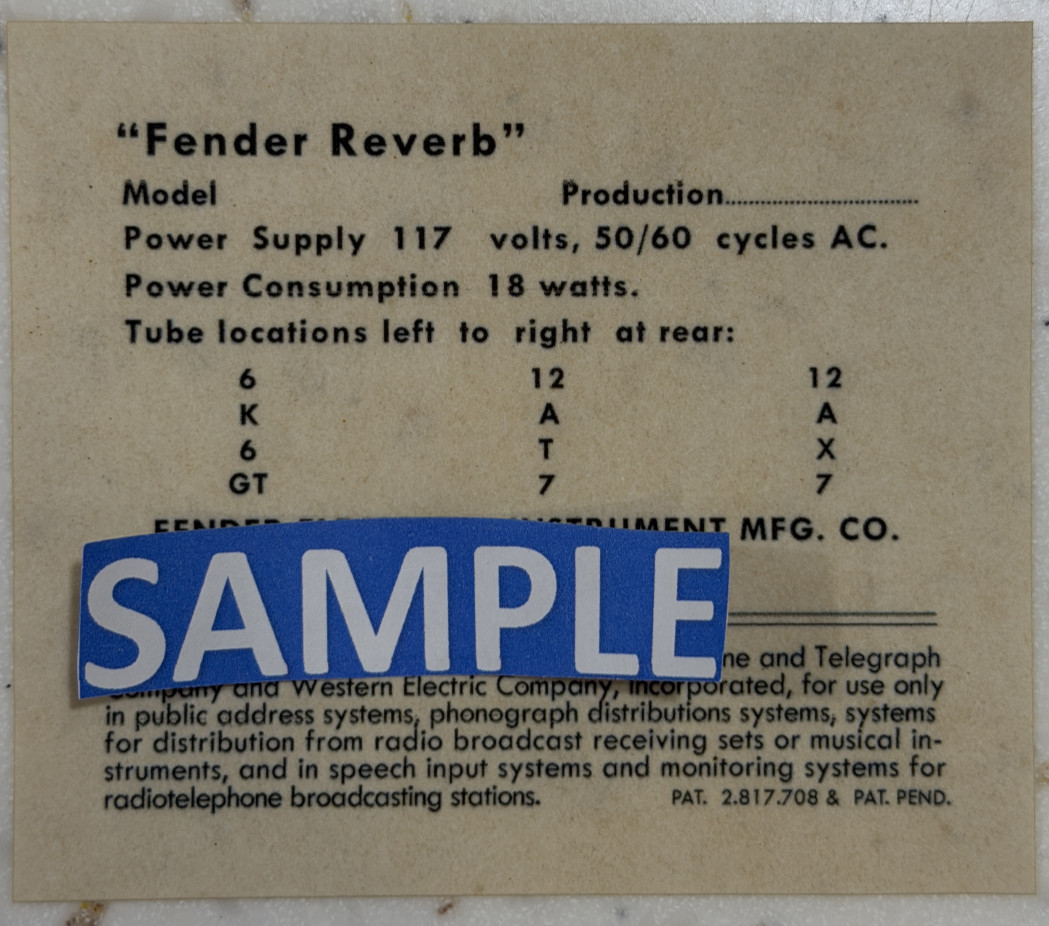 “Fender Reverb”
Model Production..............................
Power Supply 117 volts, 50/60 cycles AC.
Power Consumption 18 watts.
Tube locations left to right at rear:
6 12 12
K A A
6 T X
GT 7 7
FENDER INSTRUMENT MFG. CO.
SAMPLE
and Telegraph
Company and Western Electric Company, Incorporated, for use only
in public address systems, phonograph distributions systems, systems
for distribution from radio broadcast receiving sets or musical in-
struments, and in speech input systems and monitoring systems for
radiotelephone broadcasting stations. PAT. 2.817.708 & PAT. PEND.